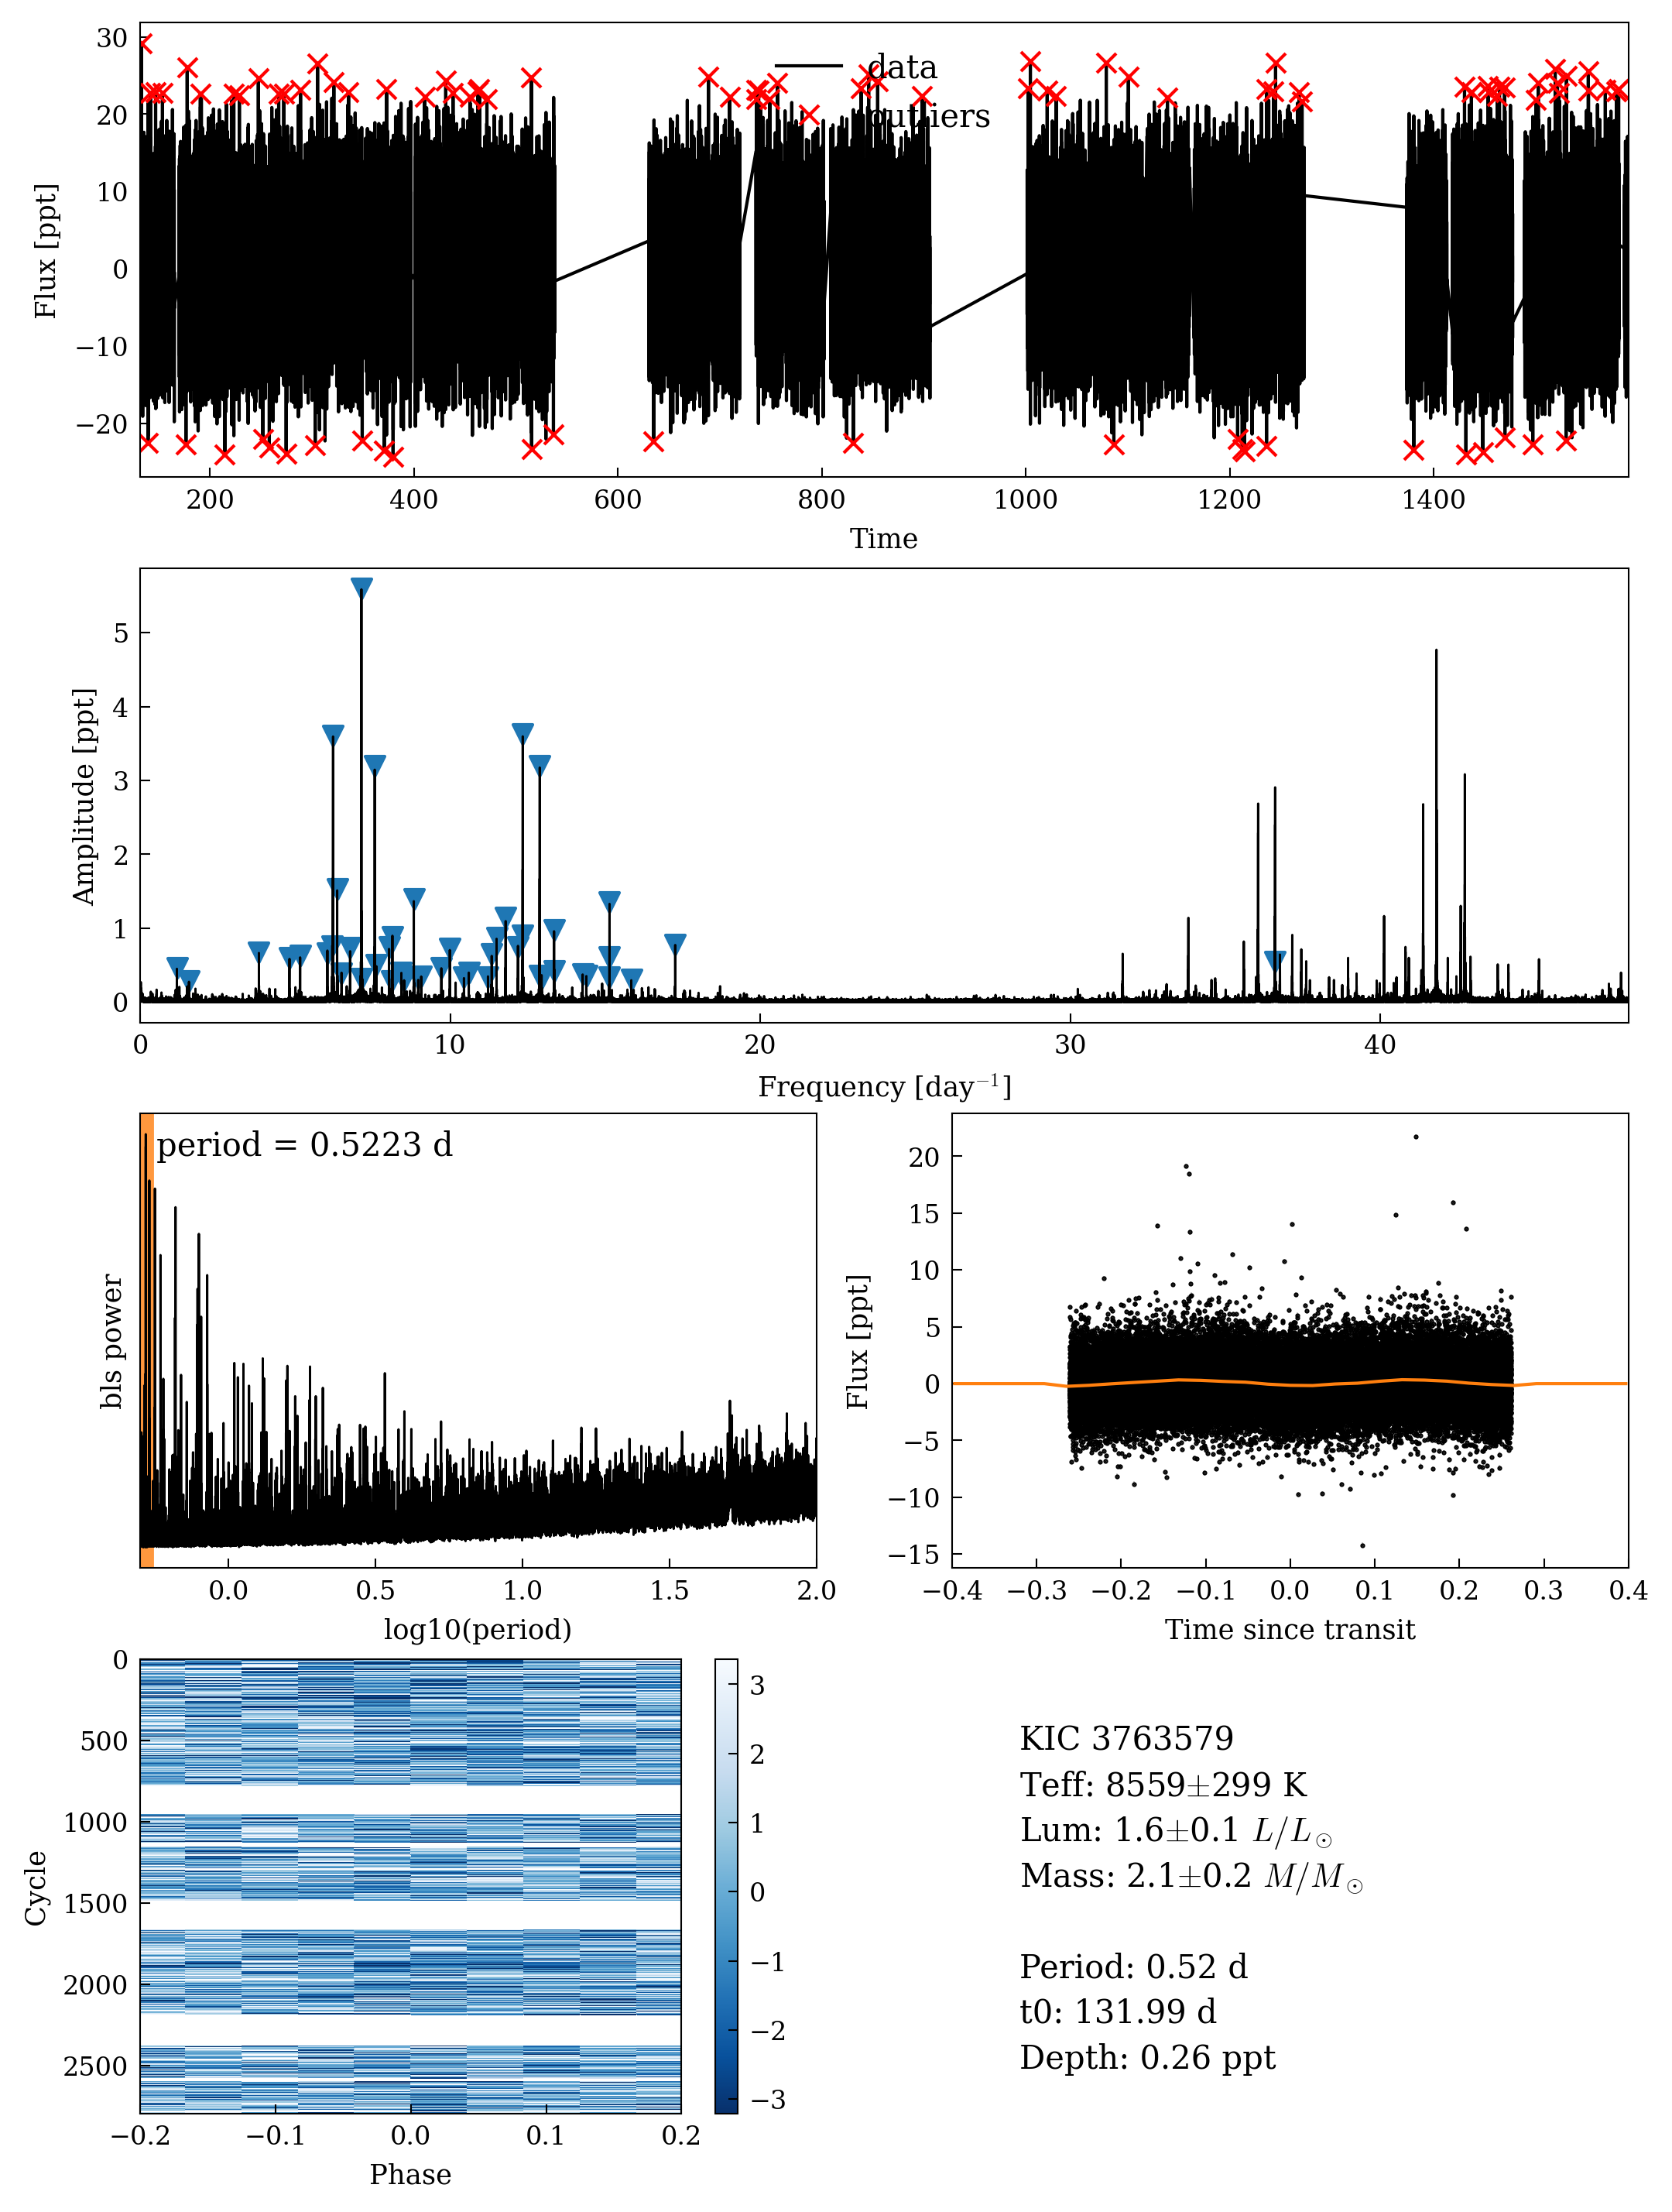 30
20
10
0
−10
−20
Flux [ppt]
data
outliers
200 400 600 800 1000 1200 1400
Time
5
4
3
2
1
0
Amplitude [ppt]
0 10 20 30 40
Frequency [day⁻¹]
period = 0.5223 d
bls power
0.0 0.5 1.0 1.5 2.0
log10(period)
20
15
10
5
0
−5
−10
−15
Flux [ppt]
−0.4 −0.3 −0.2 −0.1 0.0 0.1 0.2 0.3 0.4
Time since transit
0
500
1000
1500
2000
2500
Cycle
−0.2 −0.1 0.0 0.1 0.2
Phase
3
2
1
0
−1
−2
−3
KIC 3763579
Teff: 8559±299 K
Lum: 1.6±0.1 L/L☉
Mass: 2.1±0.2 M/M☉
Period: 0.52 d
t0: 131.99 d
Depth: 0.26 ppt